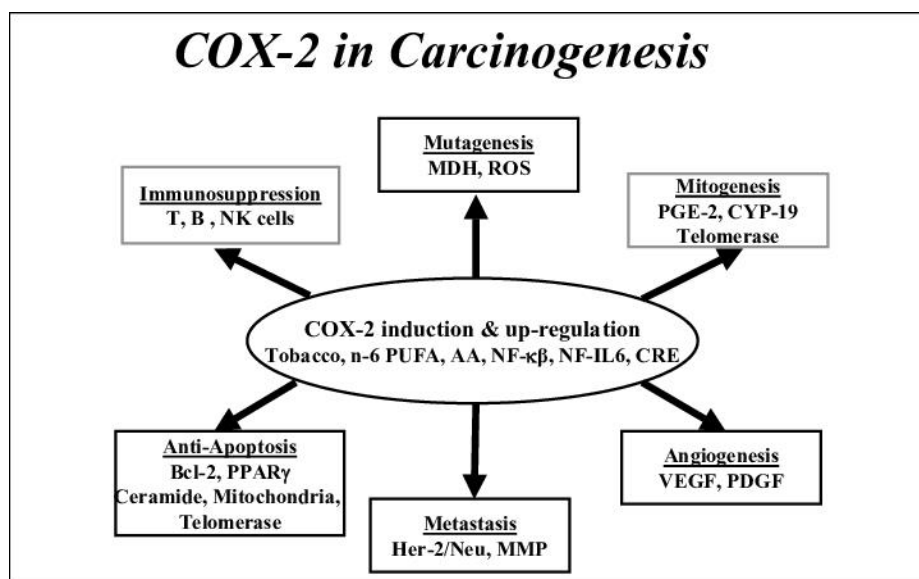 COX-2 in Carcinogenesis
Mutagenesis
MDH, ROS
Immunosuppression
T, B , NK cells
Mitogenesis
PGE-2, CYP-19
Telomerase
COX-2 induction & up-regulation
Tobacco, n-6 PUFA, AA, NF-κβ, NF-IL6, CRE
Anti-Apoptosis
Bcl-2, PPARγ
Ceramide, Mitochondria,
Telomerase
Metastasis
Her-2/Neu, MMP
Angiogenesis
VEGF, PDGF